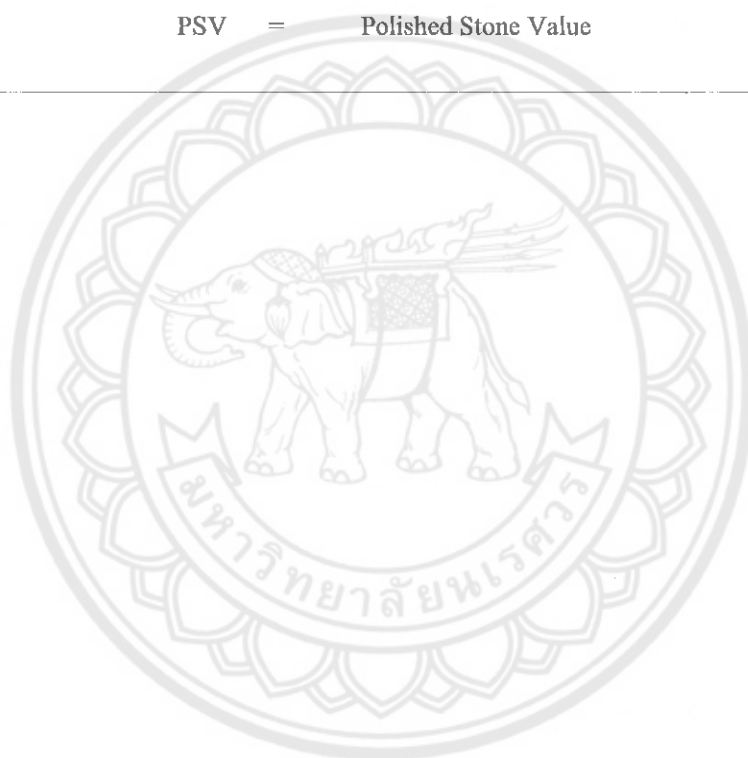 PSV = Polished Stone Value
มหาวิทยาลัยนเรศวร